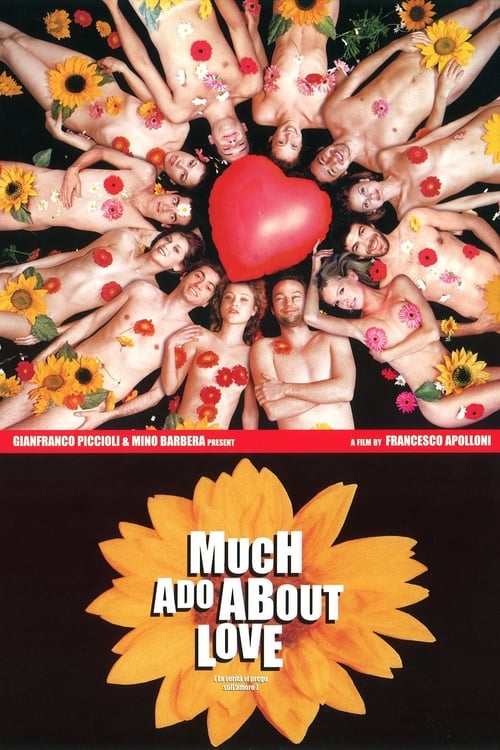 GIANFRANCO PICCIOLI & MINO BARBERA PRESENT
A FILM BY FRANCESCO APOLLONI
MUCH
ADO ABOUT
LOVE
(La verità vi prego
sull'amore)